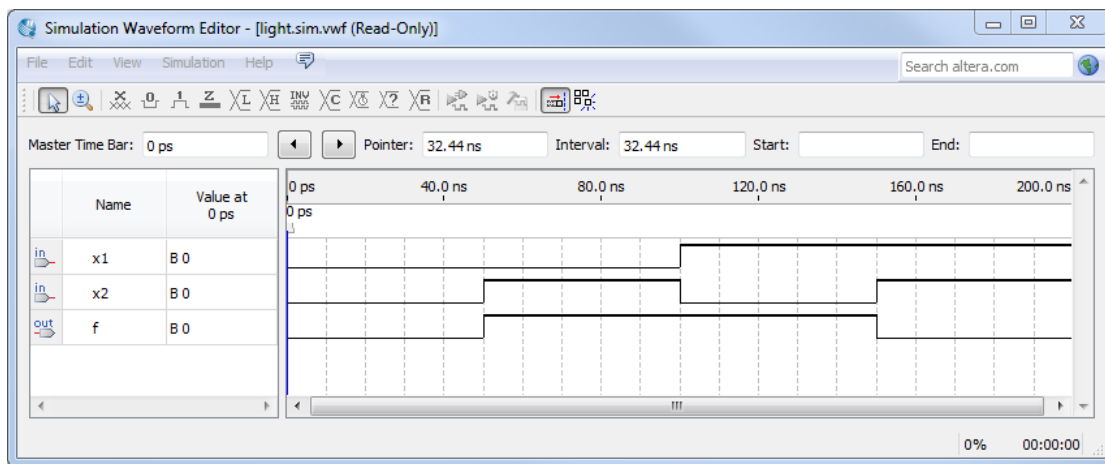 Simulation Waveform Editor - [light.sim.vwf (Read-Only)]
File Edit View Simulation Help
Search altera.com
Master Time Bar: 0 ps Pointer: 32.44 ns Interval: 32.44 ns Start: End:
Name Value at 0 ps
0 ps 40.0 ns 80.0 ns 120.0 ns 160.0 ns 200.0 ns
0 ps
in x1 B 0
in x2 B 0
out f B 0
0% 00:00:00